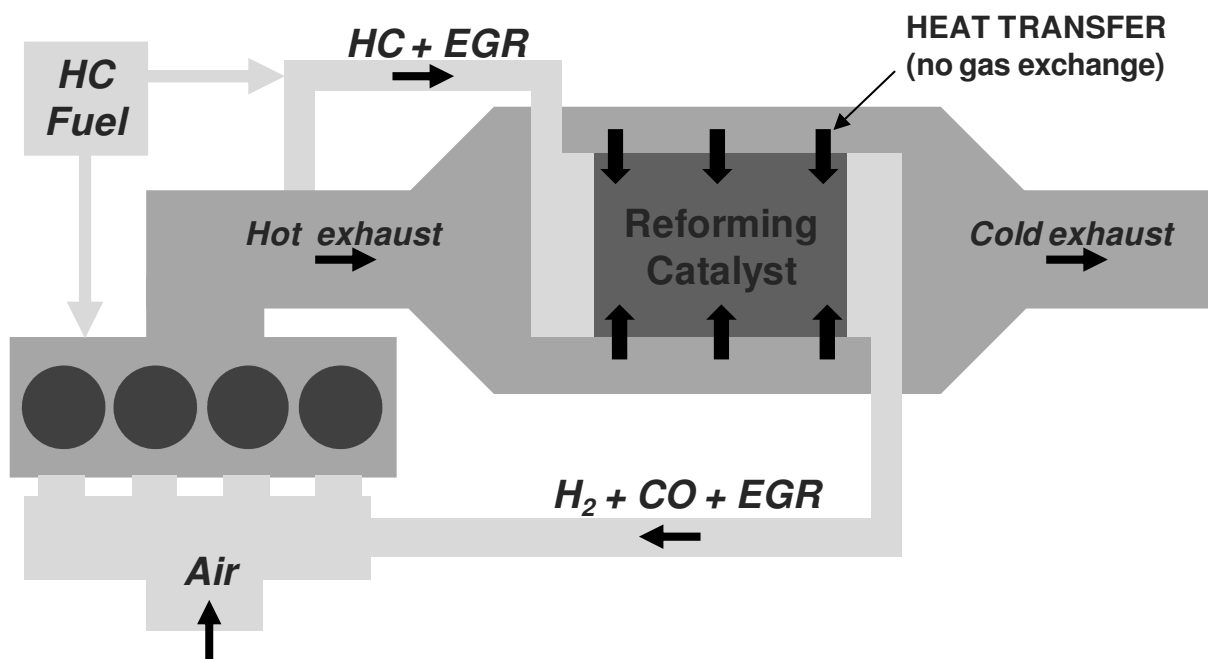 HC + EGR
HEAT TRANSFER
(no gas exchange)
HC
Fuel
Hot exhaust
Reforming
Catalyst
Cold exhaust
H₂ + CO + EGR
Air